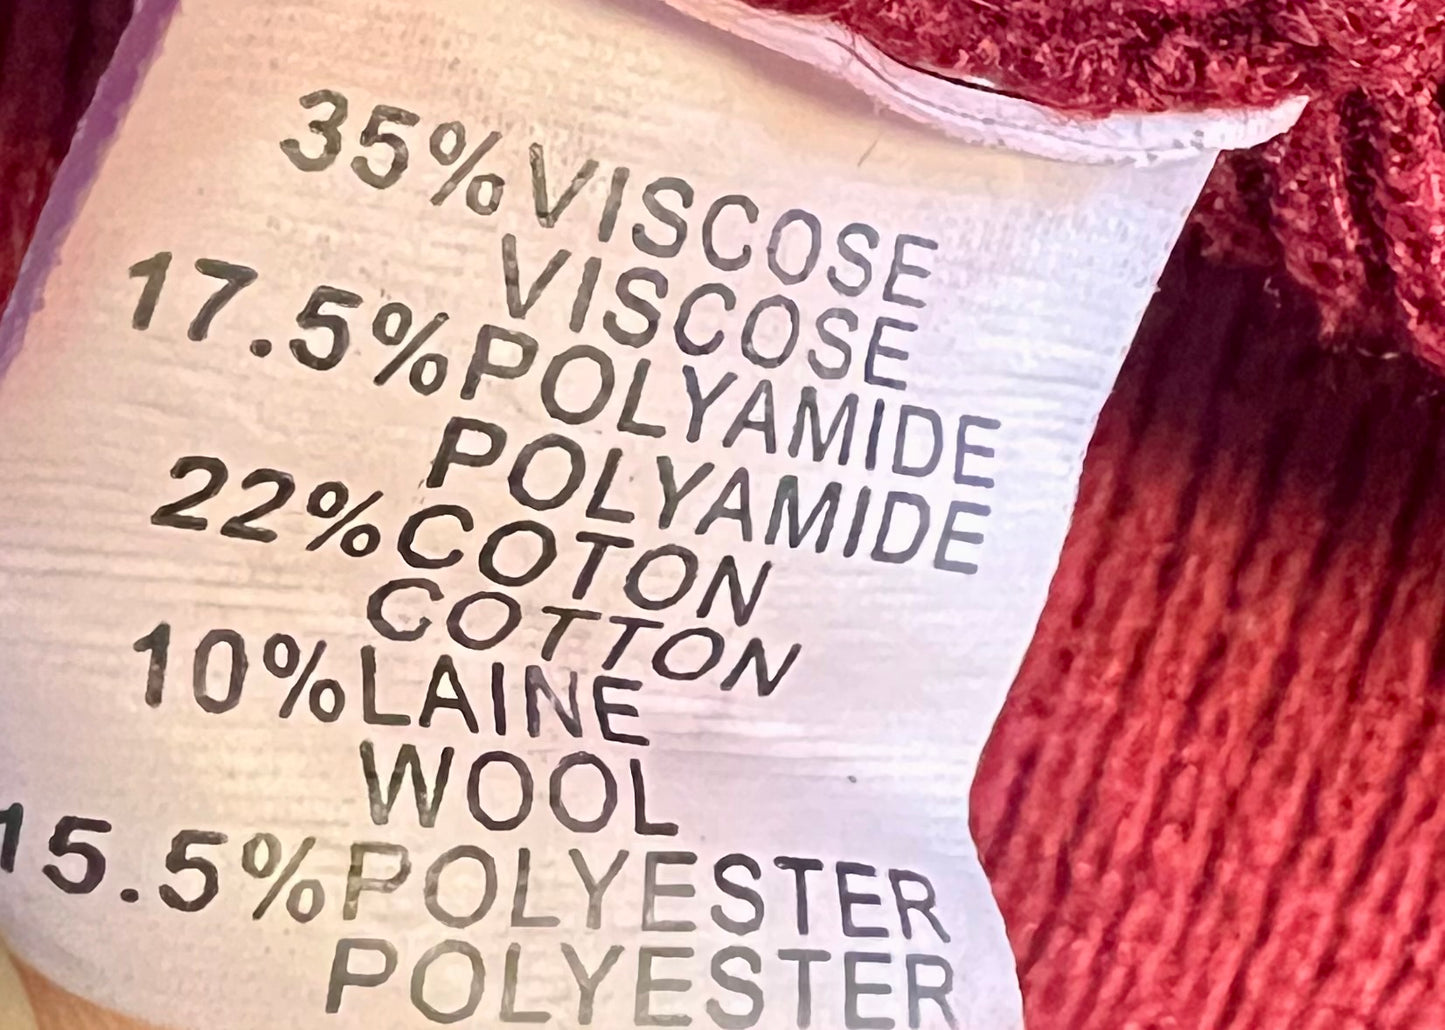 35% VISCOSE
VISCOSE
17.5% POLYAMIDE
POLYAMIDE
22% COTON
COTTON
10% LAINE
WOOL
15.5% POLYESTER
POLYESTER